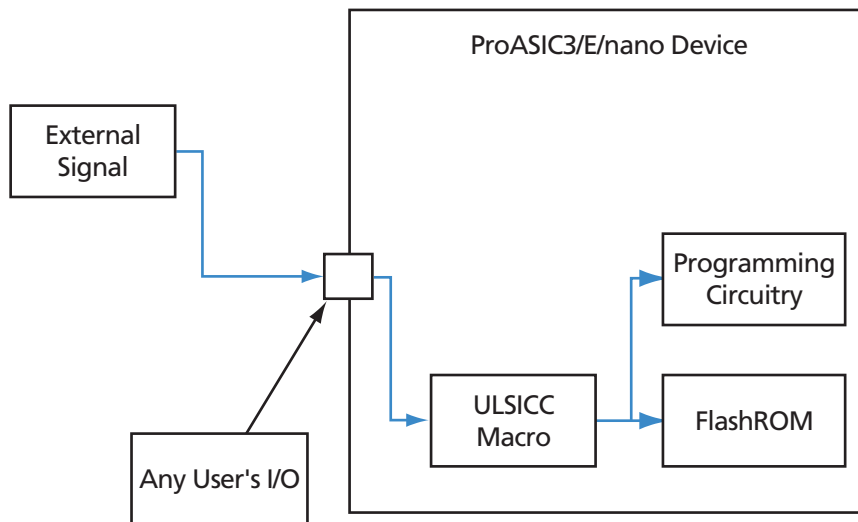 ProASIC3/E/nano Device
External
Signal
Programming
Circuitry
ULSICC
Macro
FlashROM
Any User's I/O